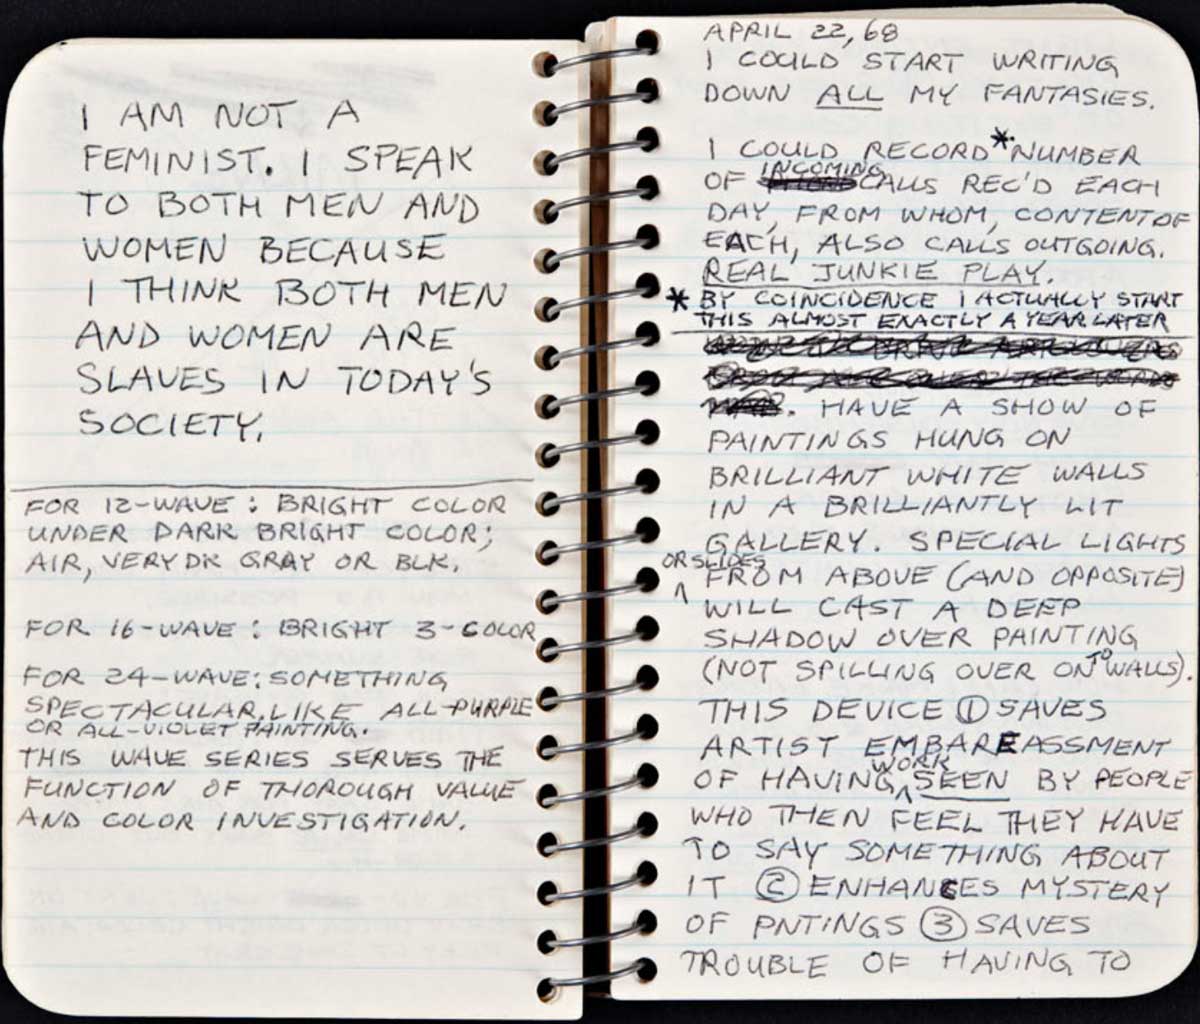 I AM NOT A
FEMINIST. I SPEAK
TO BOTH MEN AND
WOMEN BECAUSE
I THINK BOTH MEN
AND WOMEN ARE
SLAVES IN TODAY'S
SOCIETY.
FOR 12-WAVE : BRIGHT COLOR
UNDER DARK BRIGHT COLOR;
AIR, VERY DK GRAY OR BLK.
FOR 16-WAVE : BRIGHT 3-COLOR
FOR 24-WAVE: SOMETHING
SPECTACULAR, LIKE ALL-PURPLE
OR ALL-VIOLET PAINTING.
THIS WAVE SERIES SERVES THE
FUNCTION OF THOROUGH VALUE
AND COLOR INVESTIGATION.
APRIL 22, 68
I COULD START WRITING
DOWN ALL MY FANTASIES.
I COULD RECORD * NUMBER
OF INCOMING CALLS REC'D EACH
DAY, FROM WHOM, CONTENT OF
EACH, ALSO CALLS OUTGOING.
REAL JUNKIE PLAY.
* BY COINCIDENCE I ACTUALLY START
THIS ALMOST EXACTLY A YEAR LATER
. HAVE A SHOW OF
PAINTINGS HUNG ON
BRILLIANT WHITE WALLS
IN A BRILLIANTLY LIT
GALLERY. SPECIAL LIGHTS
OR SLIDES FROM ABOVE (AND OPPOSITE)
WILL CAST A DEEP
SHADOW OVER PAINTING
(NOT SPILLING OVER ONTO WALLS).
THIS DEVICE ① SAVES
ARTIST EMBAREASSMENT
OF HAVING WORK SEEN BY PEOPLE
WHO THEN FEEL THEY HAVE
TO SAY SOMETHING ABOUT
IT ② ENHANCES MYSTERY
OF PNTINGS ③ SAVES
TROUBLE OF HAVING TO